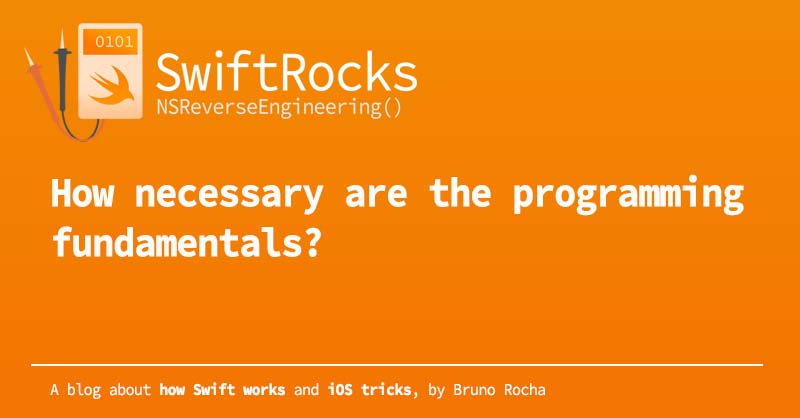 0101
SwiftRocks
NSReverseEngineering()
How necessary are the programming
fundamentals?
A blog about how Swift works and iOS tricks, by Bruno Rocha